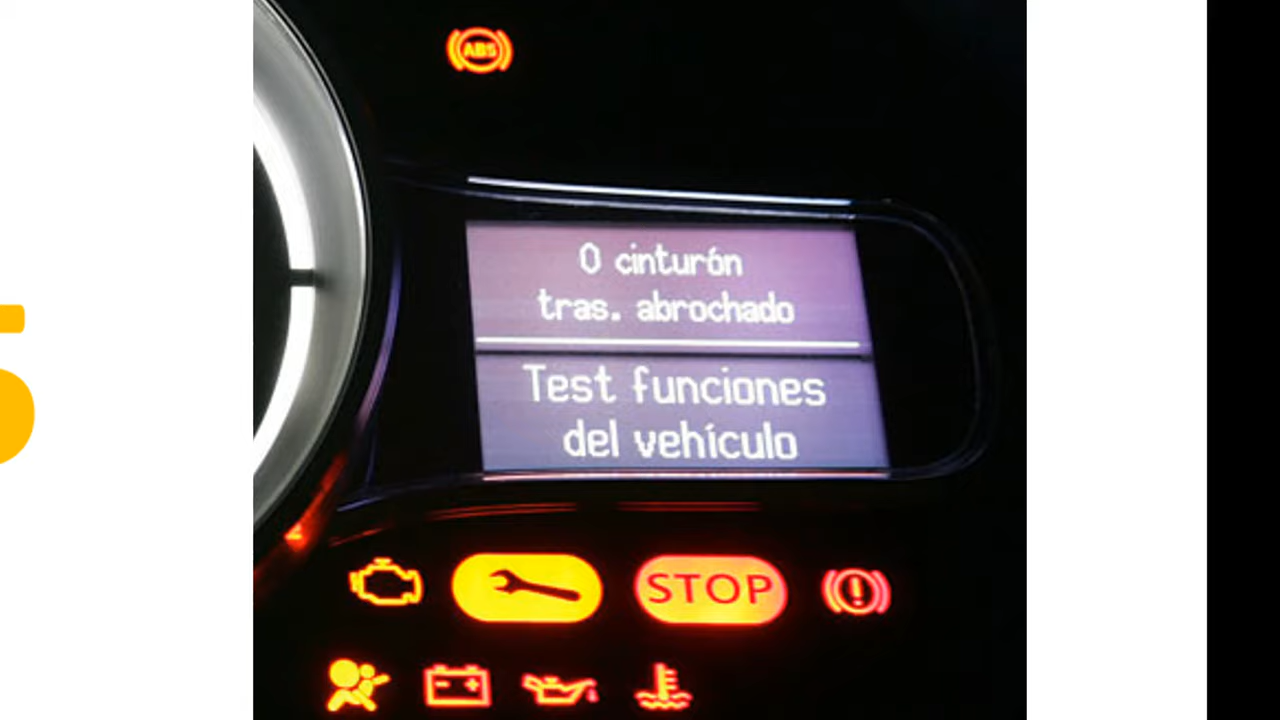 ABS
0 cinturón
tras. abrochado
Test funciones
del vehículo
STOP